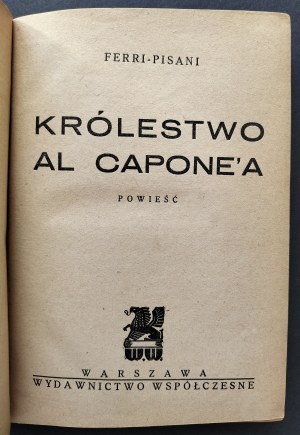 FERRI-PISANI
KRÓLESTWO
AL CAPONE'A
POWIEŚĆ
W.W.
WARSZAWA
WYDAWNICTWO WSPÓŁCZESNE